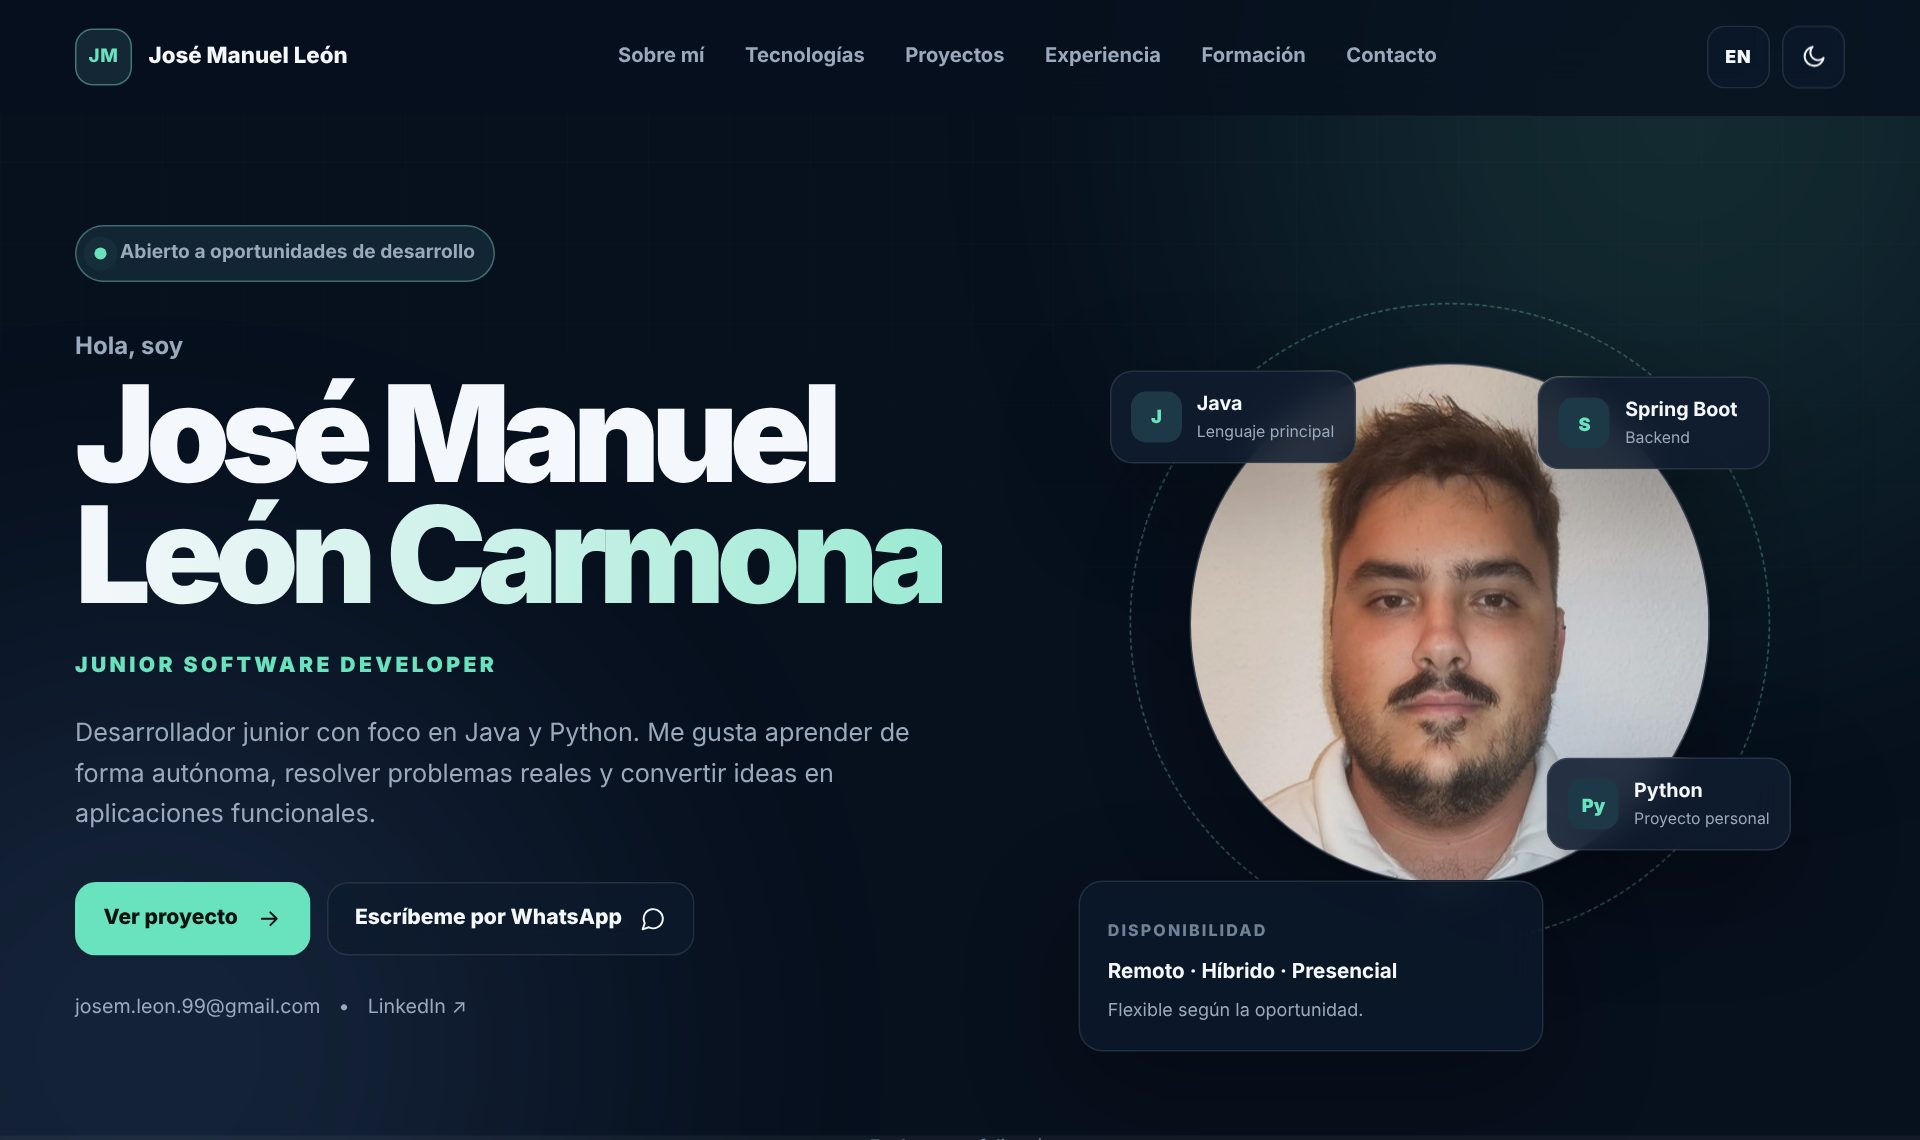 JM
José Manuel León
Sobre mí
Tecnologías
Proyectos
Experiencia
Formación
Contacto
EN
Abierto a oportunidades de desarrollo
Hola, soy
José Manuel
León Carmona
JUNIOR SOFTWARE DEVELOPER
Desarrollador junior con foco en Java y Python. Me gusta aprender de
forma autónoma, resolver problemas reales y convertir ideas en
aplicaciones funcionales.
Ver proyecto →
Escríbeme por WhatsApp
josem.leon.99@gmail.com • LinkedIn ↗
J
Java
Lenguaje principal
S
Spring Boot
Backend
Py
Python
Proyecto personal
DISPONIBILIDAD
Remoto · Híbrido · Presencial
Flexible según la oportunidad.